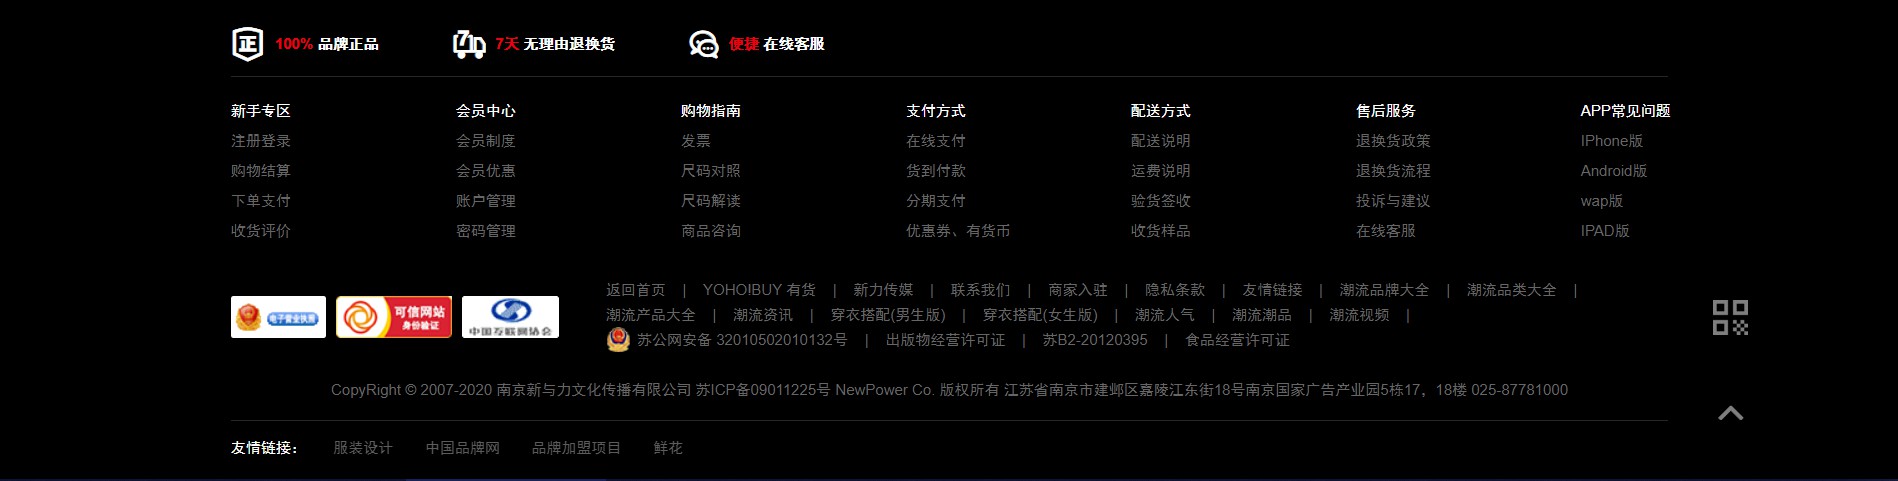 正 100% 品牌正品 7天 无理由退换货 便捷 在线客服
新手专区 会员中心 购物指南 支付方式 配送方式 售后服务 APP常见问题
注册登录 会员制度 发票 在线支付 配送说明 退换货政策 IPhone版
购物结算 会员优惠 尺码对照 货到付款 运费说明 退换货流程 Android版
下单支付 账户管理 尺码解读 分期支付 验货签收 投诉与建议 wap版
收货评价 密码管理 商品咨询 优惠券、有货币 收货样品 在线客服 IPAD版
电子营业执照
可信网站
身份验证
中国互联网协会
返回首页 | YOHO!BUY 有货 | 新力传媒 | 联系我们 | 商家入驻 | 隐私条款 | 友情链接 | 潮流品牌大全 | 潮流品类大全 |
潮流产品大全 | 潮流资讯 | 穿衣搭配(男生版) | 穿衣搭配(女生版) | 潮流人气 | 潮流潮品 | 潮流视频 |
苏公网安备 32010502010132号 | 出版物经营许可证 | 苏B2-20120395 | 食品经营许可证
CopyRight © 2007-2020 南京新与力文化传播有限公司 苏ICP备09011225号 NewPower Co. 版权所有 江苏省南京市建邺区嘉陵江东街18号南京国家广告产业园5栋17，18楼 025-87781000
友情链接： 服装设计 中国品牌网 品牌加盟项目 鲜花